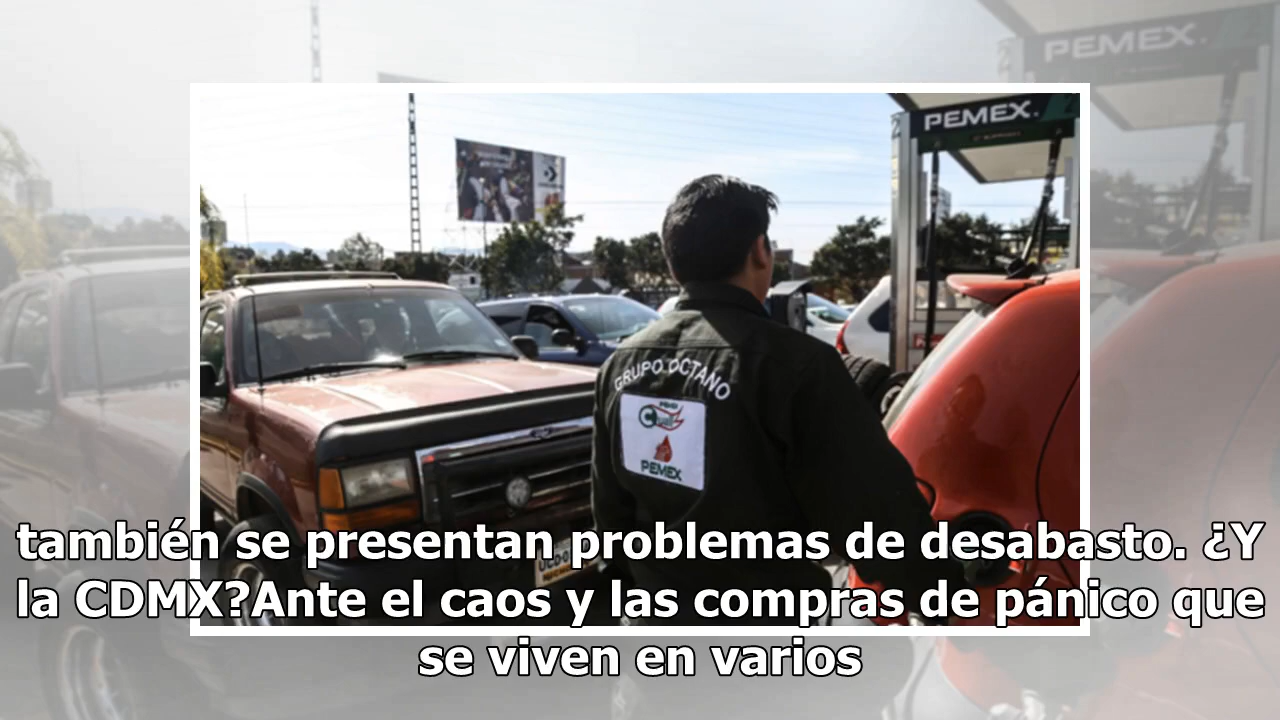 PEMEX
PEMEX
GRUPO OCTANO
PEMEX
también se presentan problemas de desabasto. ¿Y
la CDMX?Ante el caos y las compras de pánico que
se viven en varios